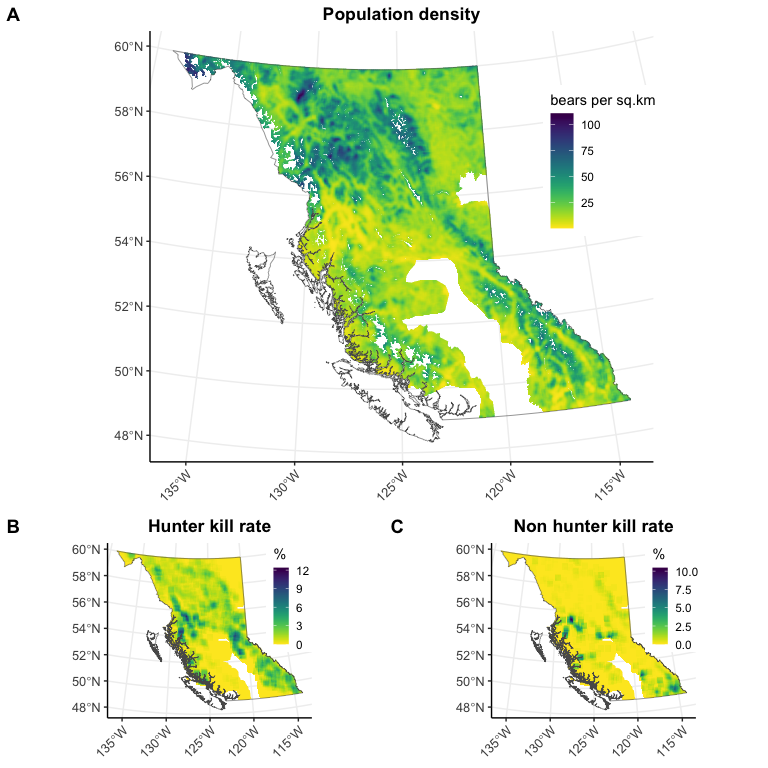 A
Population density
60°N
58°N
56°N
54°N
52°N
50°N
48°N
135°W
130°W
125°W
120°W
115°W
bears per sq.km
100
75
50
25
B
Hunter kill rate
60°N
58°N
56°N
54°N
52°N
50°N
48°N
135°W
130°W
125°W
120°W
115°W
%
12
9
6
3
0
C
Non hunter kill rate
60°N
58°N
56°N
54°N
52°N
50°N
48°N
135°W
130°W
125°W
120°W
115°W
%
10.0
7.5
5.0
2.5
0.0